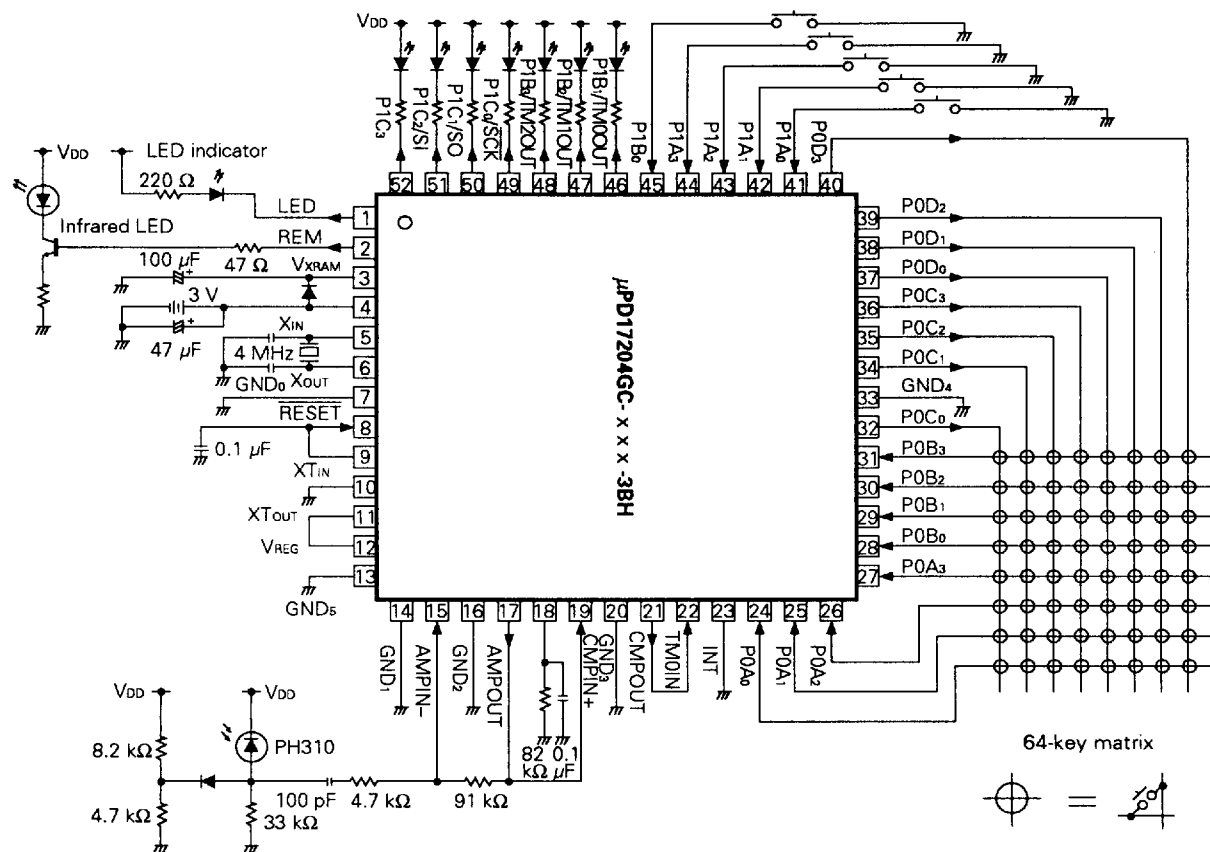 VDD
P1C3
P1C2/SI
P1C1/SO
P1C0/SCK
P1B3/TM2OUT
P1B2/TM1OUT
P1B1/TM0OUT
P1B0
P1A3
P1A2
P1A1
P1A0
P0D3
52 51 50 49 48 47 46 45 44 43 42 41 40
VDD
LED indicator
220 Ω
LED
1
Infrared LED
REM
2
100 µF
+
47 Ω
VXRAM
3
3 V
4
+
47 µF
XIN
5
4 MHz
6
GND0
XOUT
7
RESET
8
0.1 µF
9
XTIN
10
XTOUT
11
VREG
12
13
GND5
µPD17204GC- x x x -3BH
39 P0D2
38 P0D1
37 P0D0
36 P0C3
35 P0C2
34 P0C1
33 GND4
32 P0C0
31 P0B3
30 P0B2
29 P0B1
28 P0B0
27 P0A3
14 15 16 17 18 19 20 21 22 23 24 25 26
GND1
AMPIN-
GND2
AMPOUT
CMPIN+
GND3
CMPOUT
TM0IN
INT
P0A0
P0A1
P0A2
82 kΩ
0.1 µF
VDD
VDD
8.2 kΩ
PH310
4.7 kΩ
33 kΩ
100 pF
4.7 kΩ
91 kΩ
64-key matrix
=